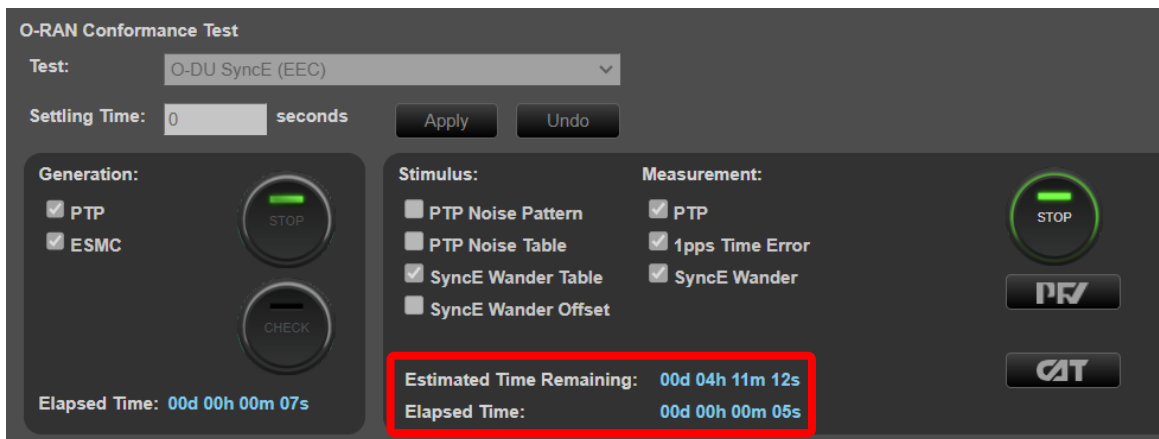 O-RAN Conformance Test
Test: O-DU SyncE (EEC)
Settling Time: 0 seconds Apply Undo
Generation:
PTP
ESMC
STOP
CHECK
Elapsed Time: 00d 00h 00m 07s
Stimulus:
PTP Noise Pattern
PTP Noise Table
SyncE Wander Table
SyncE Wander Offset
Measurement:
PTP
1pps Time Error
SyncE Wander
Estimated Time Remaining: 00d 04h 11m 12s
Elapsed Time: 00d 00h 00m 05s
STOP
PFV
CAT